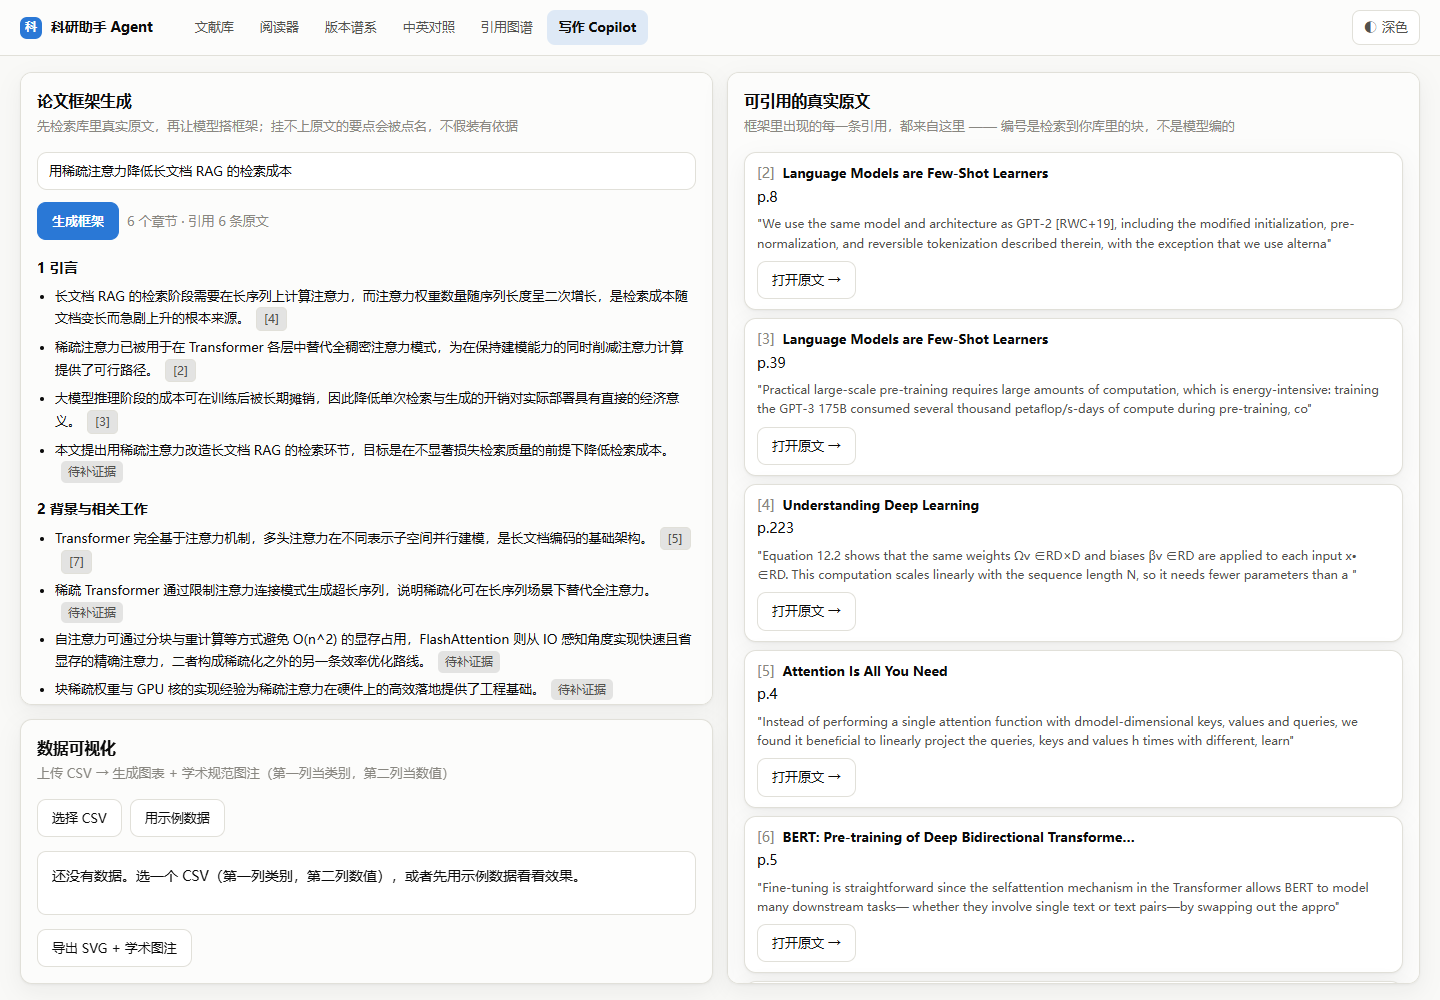 科 科研助手 Agent 文献库 阅读器 版本谱系 中英对照 引用图谱 写作 Copilot 深色
论文框架生成
先检索库里真实原文，再让模型搭框架；挂不上原文的要点会被点名，不假装有依据
用稀疏注意力降低长文档 RAG 的检索成本
生成框架 6 个章节 · 引用 6 条原文
1 引言
• 长文档 RAG 的检索阶段需要在长序列上计算注意力，而注意力权重数量随序列长度呈二次增长，是检索成本随
文档变长而急剧上升的根本来源。 [4]
• 稀疏注意力已被用于在 Transformer 各层中替代全稠密注意力模式，为在保持建模能力的同时削减注意力计算
提供了可行路径。 [2]
• 大模型推理阶段的成本可在训练后被长期摊销，因此降低单次检索与生成的开销对实际部署具有直接的经济意
义。 [3]
• 本文提出用稀疏注意力改造长文档 RAG 的检索环节，目标是在不显著损失检索质量的前提下降低检索成本。
待补证据
2 背景与相关工作
• Transformer 完全基于注意力机制，多头注意力在不同表示子空间并行建模，是长文档编码的基础架构。 [5]
[7]
• 稀疏 Transformer 通过限制注意力连接模式生成超长序列，说明稀疏化可在长序列场景下替代全注意力。
待补证据
• 自注意力可通过分块与重计算等方式避免 O(n^2) 的显存占用，FlashAttention 则从 IO 感知角度实现快速且省
显存的精确注意力，二者构成稀疏化之外的另一条效率优化路线。 待补证据
• 块稀疏权重与 GPU 核的实现经验为稀疏注意力在硬件上的高效落地提供了工程基础。 待补证据
数据可视化
上传 CSV → 生成图表 + 学术规范图注（第一列当类别，第二列当数值）
选择 CSV 用示例数据
还没有数据。选一个 CSV（第一列类别，第二列数值），或者先用示例数据看看效果。
导出 SVG + 学术图注
可引用的真实原文
框架里出现的每一条引用，都来自这里 —— 编号是检索到你库里的块，不是模型编的
[2] Language Models are Few-Shot Learners
p.8
"We use the same model and architecture as GPT-2 [RWC+19], including the modified initialization, pre-
normalization, and reversible tokenization described therein, with the exception that we use alterna"
打开原文 →
[3] Language Models are Few-Shot Learners
p.39
"Practical large-scale pre-training requires large amounts of computation, which is energy-intensive: training
the GPT-3 175B consumed several thousand petaflop/s-days of compute during pre-training, co"
打开原文 →
[4] Understanding Deep Learning
p.223
"Equation 12.2 shows that the same weights Ωv ∈RD×D and biases βv ∈RD are applied to each input x•
∈RD. This computation scales linearly with the sequence length N, so it needs fewer parameters than a "
打开原文 →
[5] Attention Is All You Need
p.4
"Instead of performing a single attention function with dmodel-dimensional keys, values and queries, we
found it beneficial to linearly project the queries, keys and values h times with different, learn"
打开原文 →
[6] BERT: Pre-training of Deep Bidirectional Transforme...
p.5
"Fine-tuning is straightforward since the selfattention mechanism in the Transformer allows BERT to model
many downstream tasks— whether they involve single text or text pairs—by swapping out the appro"
打开原文 →